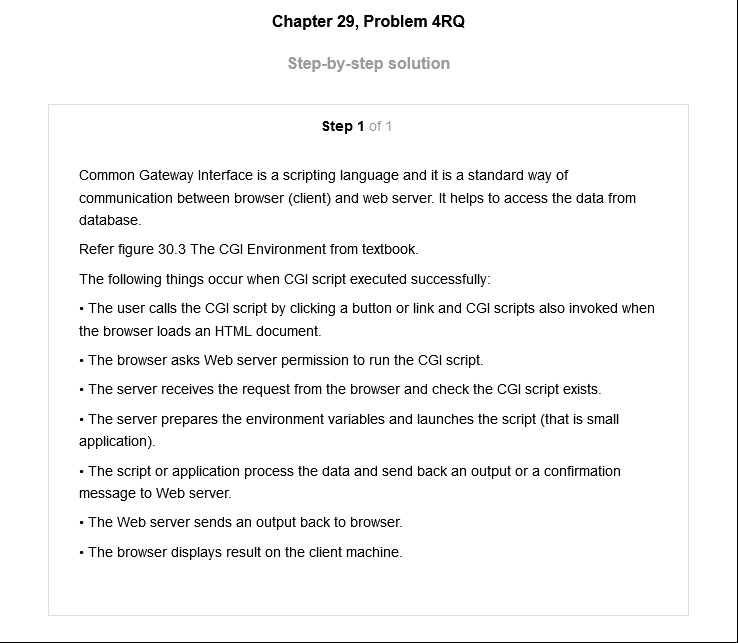 Chapter 29, Problem 4RQ
Step-by-step solution
Step 1 of 1
Common Gateway Interface is a scripting language and it is a standard way of
communication between browser (client) and web server. It helps to access the data from
database.
Refer figure 30.3 The CGI Environment from textbook.
The following things occur when CGI script executed successfully:
• The user calls the CGI script by clicking a button or link and CGI scripts also invoked when
the browser loads an HTML document.
• The browser asks Web server permission to run the CGI script.
• The server receives the request from the browser and check the CGI script exists.
• The server prepares the environment variables and launches the script (that is small
application).
• The script or application process the data and send back an output or a confirmation
message to Web server.
• The Web server sends an output back to browser.
• The browser displays result on the client machine.